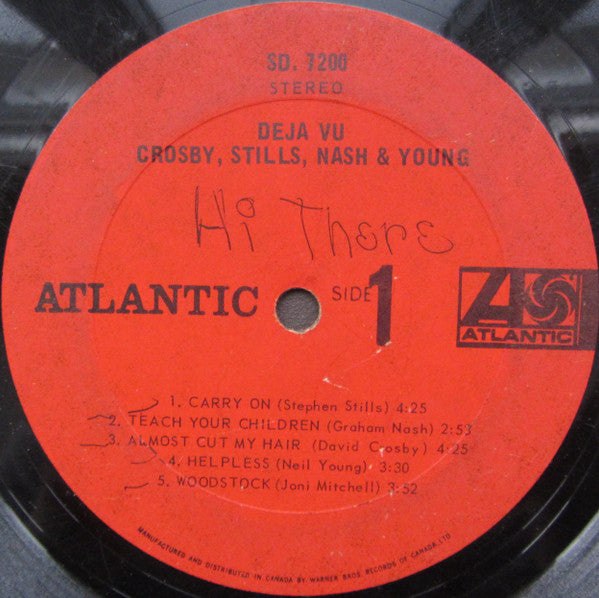 SD. 7200
STEREO
DEJA VU
CROSBY, STILLS, NASH & YOUNG
Hi There
ATLANTIC
SIDE 1
ATLANTIC
1. CARRY ON (Stephen Stills) 4:25
2. TEACH YOUR CHILDREN (Graham Nash) 2:53
3. ALMOST CUT MY HAIR (David Crosby) 4:25
4. HELPLESS (Neil Young) 3:30
5. WOODSTOCK (Joni Mitchell) 3:52
MANUFACTURED AND DISTRIBUTED IN CANADA BY WARNER BROS. RECORDS OF CANADA, LTD